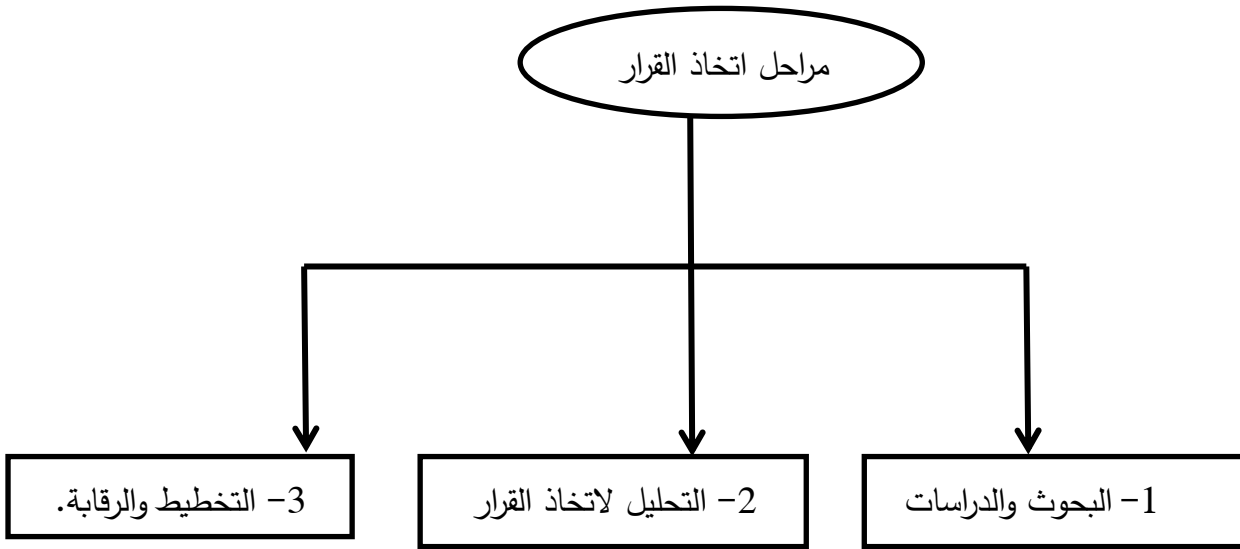 مراحل اتخاذ القرار
1- البحوث والدراسات
2- التحليل لاتخاذ القرار
3- التخطيط والرقابة.